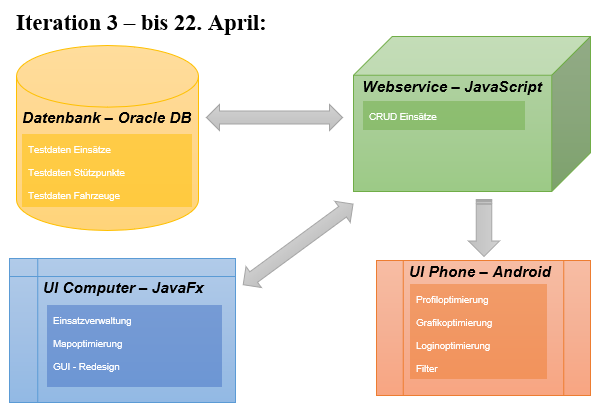 Iteration 3 – bis 22. April:
Datenbank – Oracle DB
Testdaten Einsätze
Testdaten Stützpunkte
Testdaten Fahrzeuge
Webservice – JavaScript
CRUD Einsätze
UI Computer – JavaFx
Einsatzverwaltung
Mapoptimierung
GUI - Redesign
UI Phone – Android
Profiloptimierung
Grafikoptimierung
Loginoptimierung
Filter